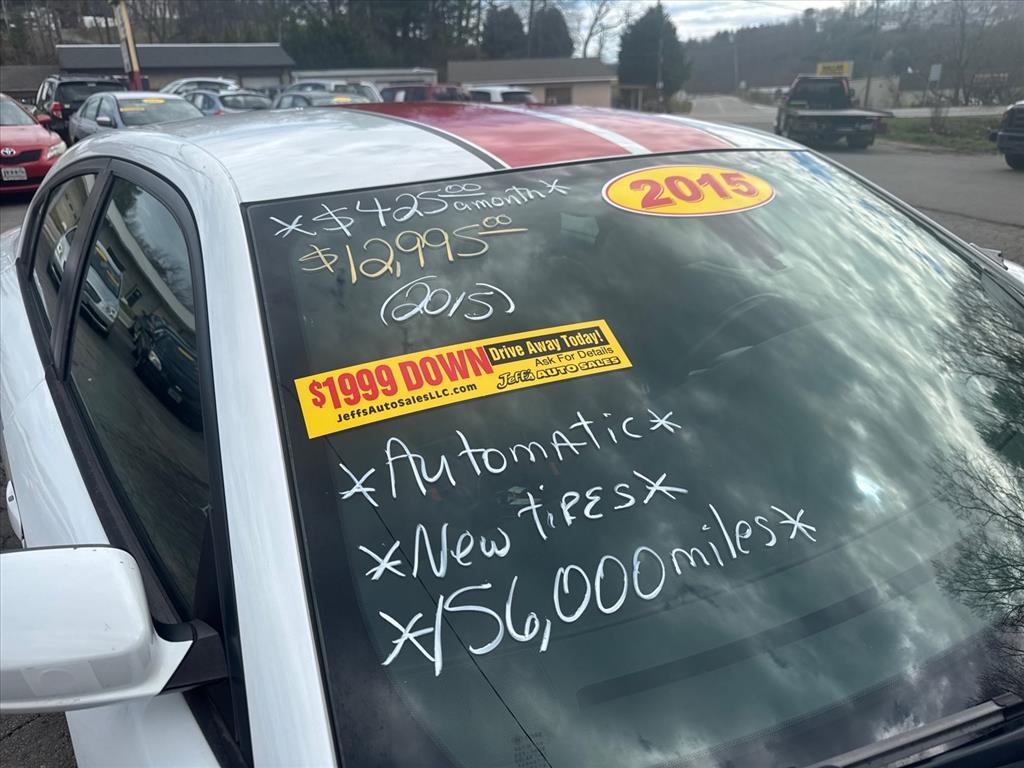 *$425.00 a month*
2015
$12,995.00
(2015)
$1999 DOWN
Drive Away Today!
Ask For Details
JeffsAutoSalesLLC.com
Jeff's AUTO SALES
*Automatic*
*New tires*
*156,000 miles*